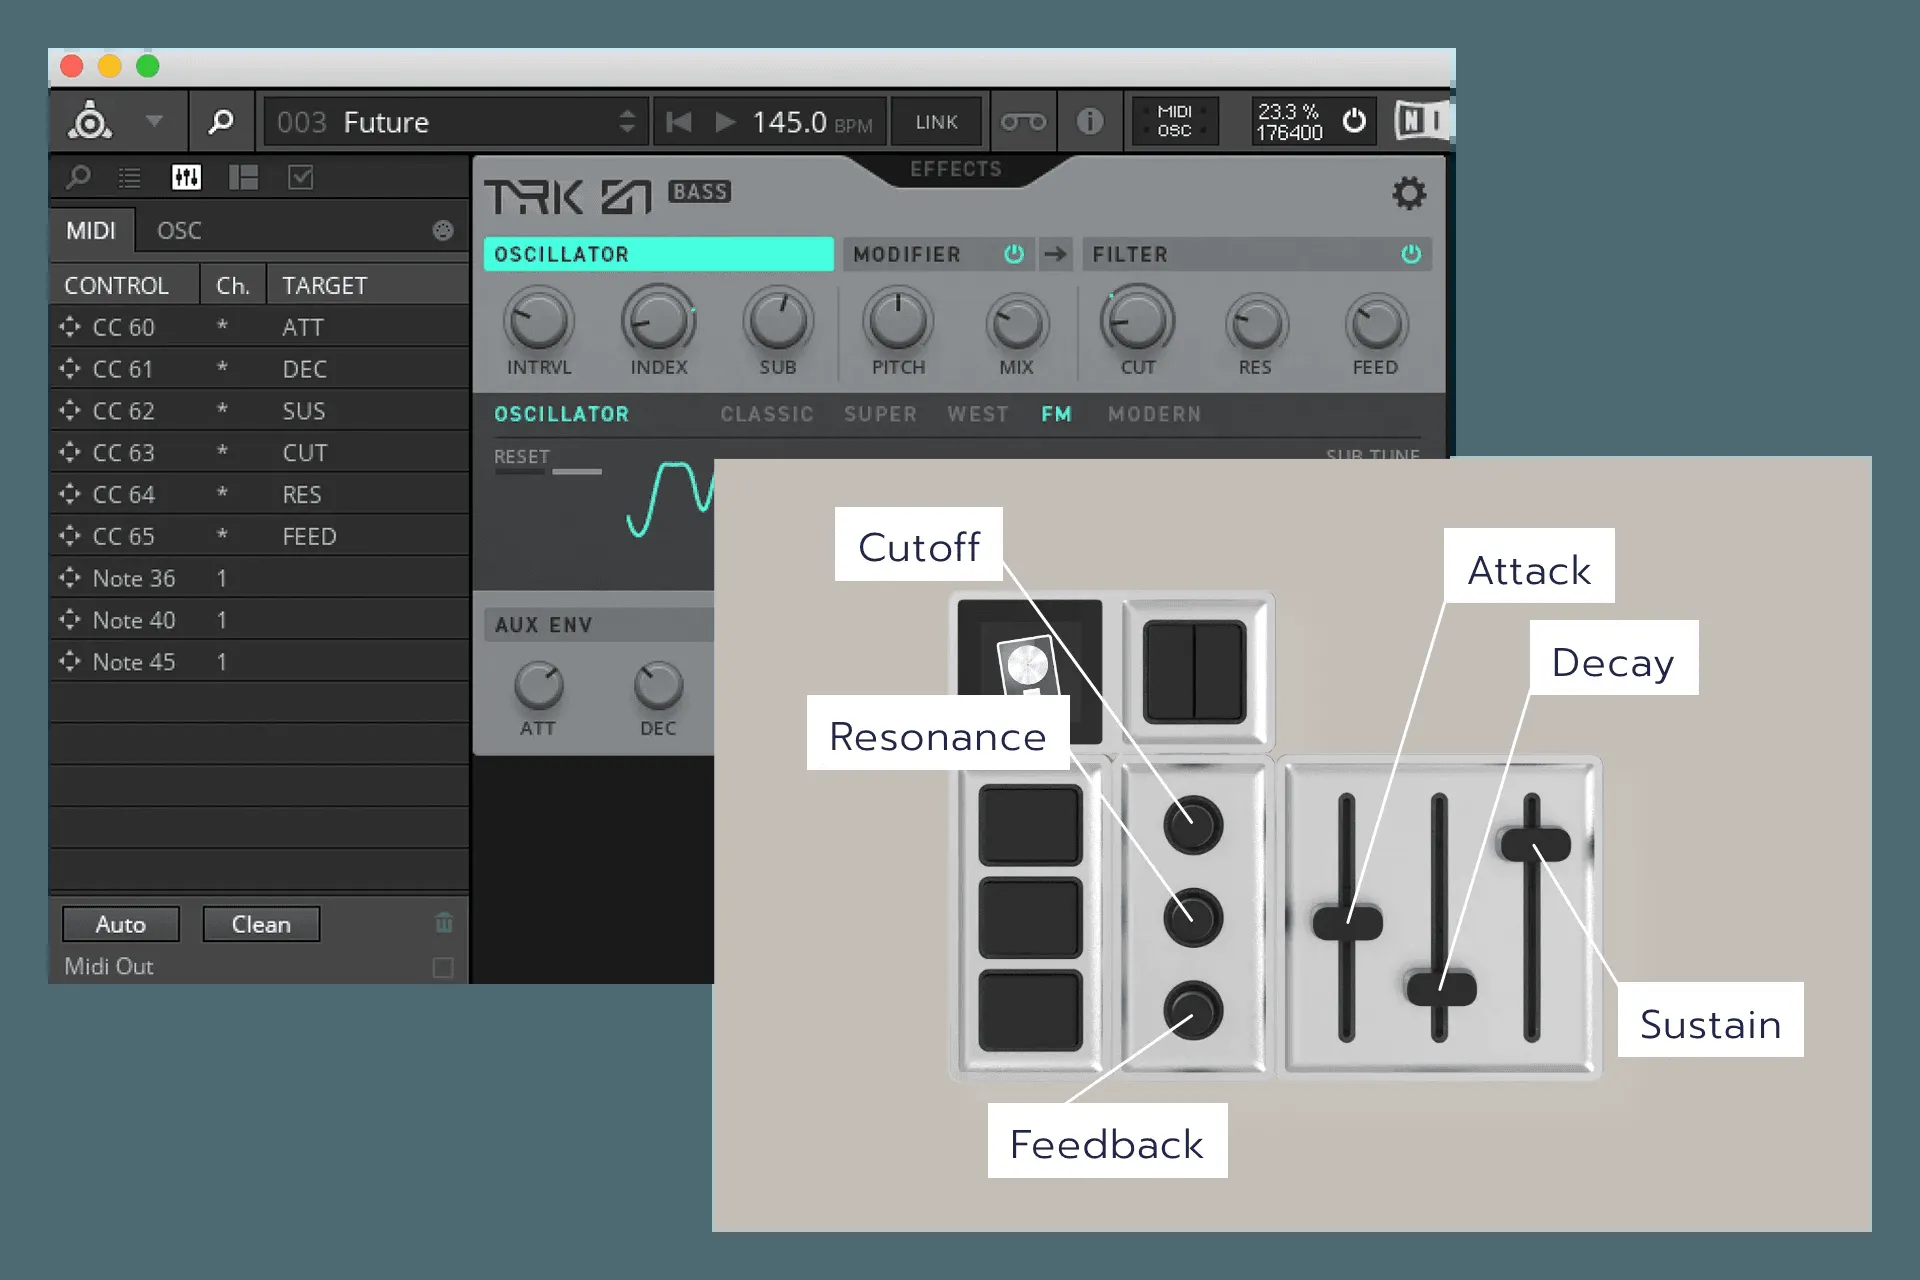 003 Future
145.0 BPM
LINK
MIDI
OSC
23.3 %
176400
NI
MIDI
OSC
CONTROL Ch. TARGET
CC 60 * ATT
CC 61 * DEC
CC 62 * SUS
CC 63 * CUT
CC 64 * RES
CC 65 * FEED
Note 36 1
Note 40 1
Note 45 1
Auto
Clean
Midi Out
EFFECTS
TRK 01 BASS
OSCILLATOR MODIFIER FILTER
INTRVL INDEX SUB PITCH MIX CUT RES FEED
OSCILLATOR CLASSIC SUPER WEST FM MODERN
RESET SUB TUNE
AUX ENV
ATT DEC
Cutoff
Attack
Decay
Resonance
Sustain
Feedback